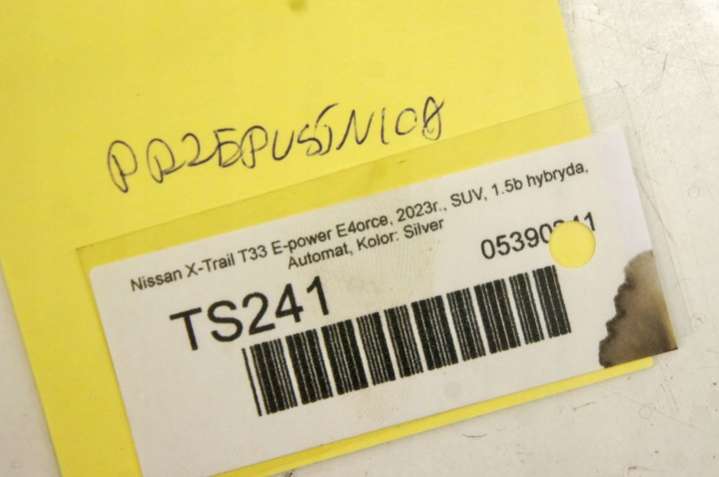 PRZEPUSTNICA
Nissan X-Trail T33 E-power E4orce, 2023r., SUV, 1.5b hybryda,
Automat, Kolor: Silver
TS241